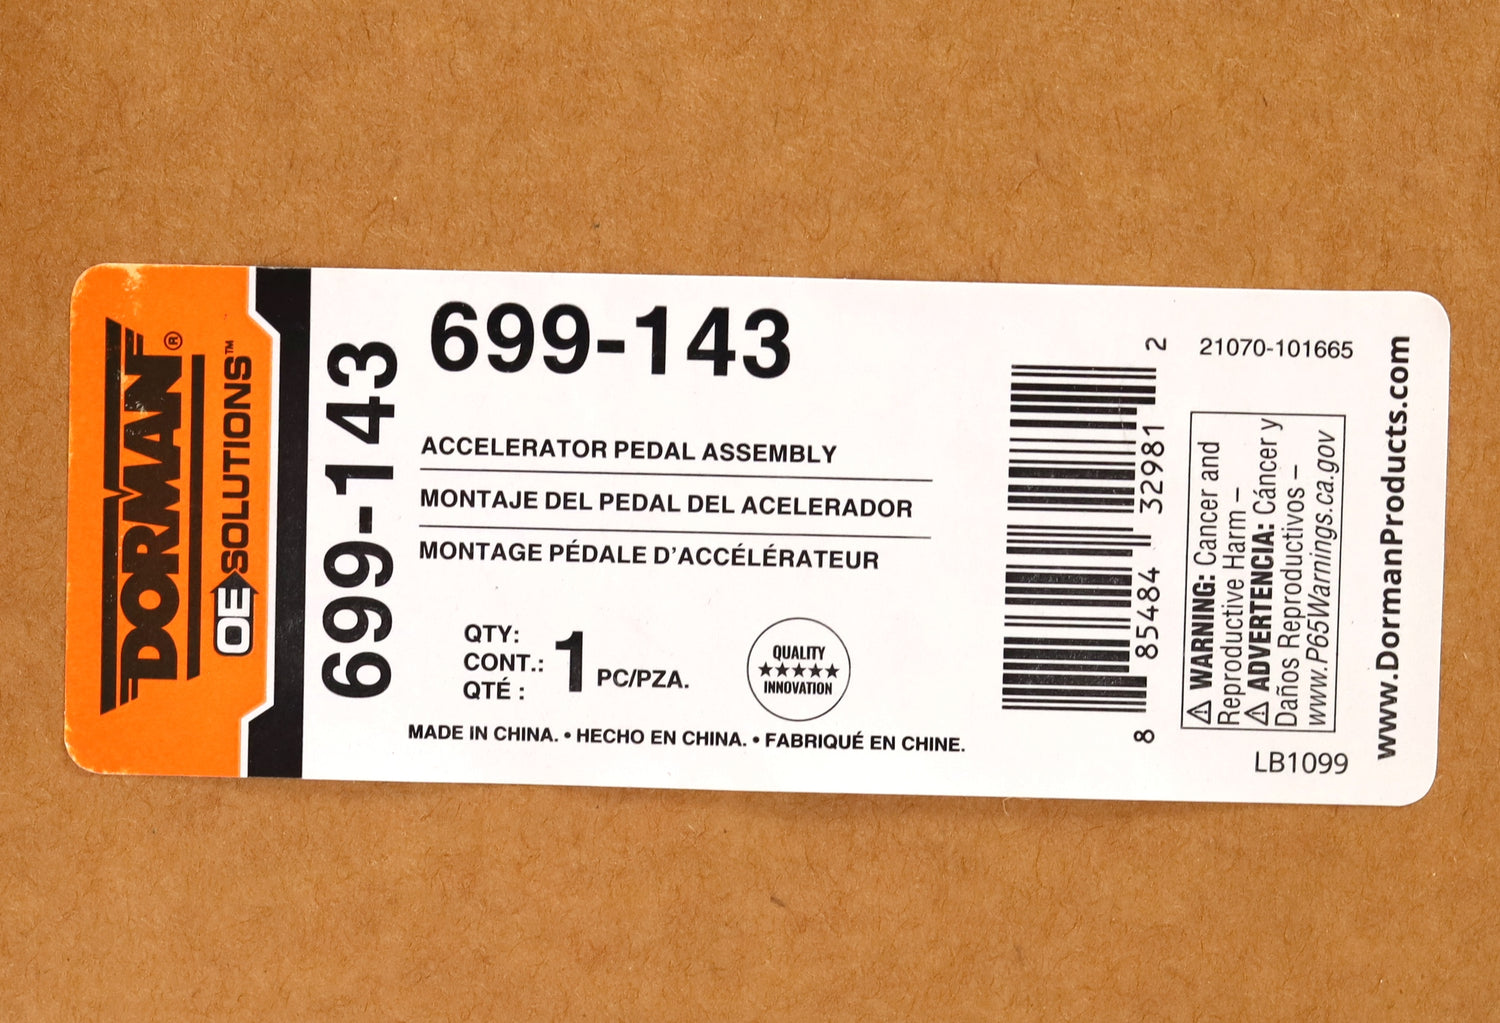 DORMAN®
OE SOLUTIONS™
699-143
699-143
ACCELERATOR PEDAL ASSEMBLY
MONTAJE DEL PEDAL DEL ACELERADOR
MONTAGE PÉDALE D'ACCÉLÉRATEUR
QTY:
CONT.: 1 PC/PZA.
QTÉ :
QUALITY
★★★★★
INNOVATION
MADE IN CHINA. • HECHO EN CHINA. • FABRIQUÉ EN CHINE.
8 85484 32981 2
21070-101665
⚠ WARNING: Cancer and
Reproductive Harm –
⚠ ADVERTENCIA: Cáncer y
Daños Reproductivos –
www.P65Warnings.ca.gov
LB1099
www.DormanProducts.com